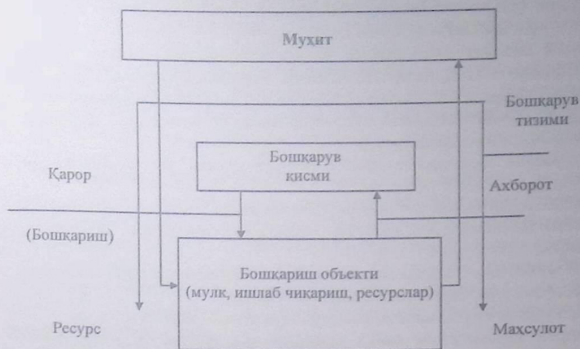 Муҳит
Бошқарув
тизими
Бошқарув
қисми
Қарор
Ахборот
(Бошқариш)
Бошқариш объекти
(мулк, ишлаб чиқариш, ресурслар)
Ресурс
Маҳсулот